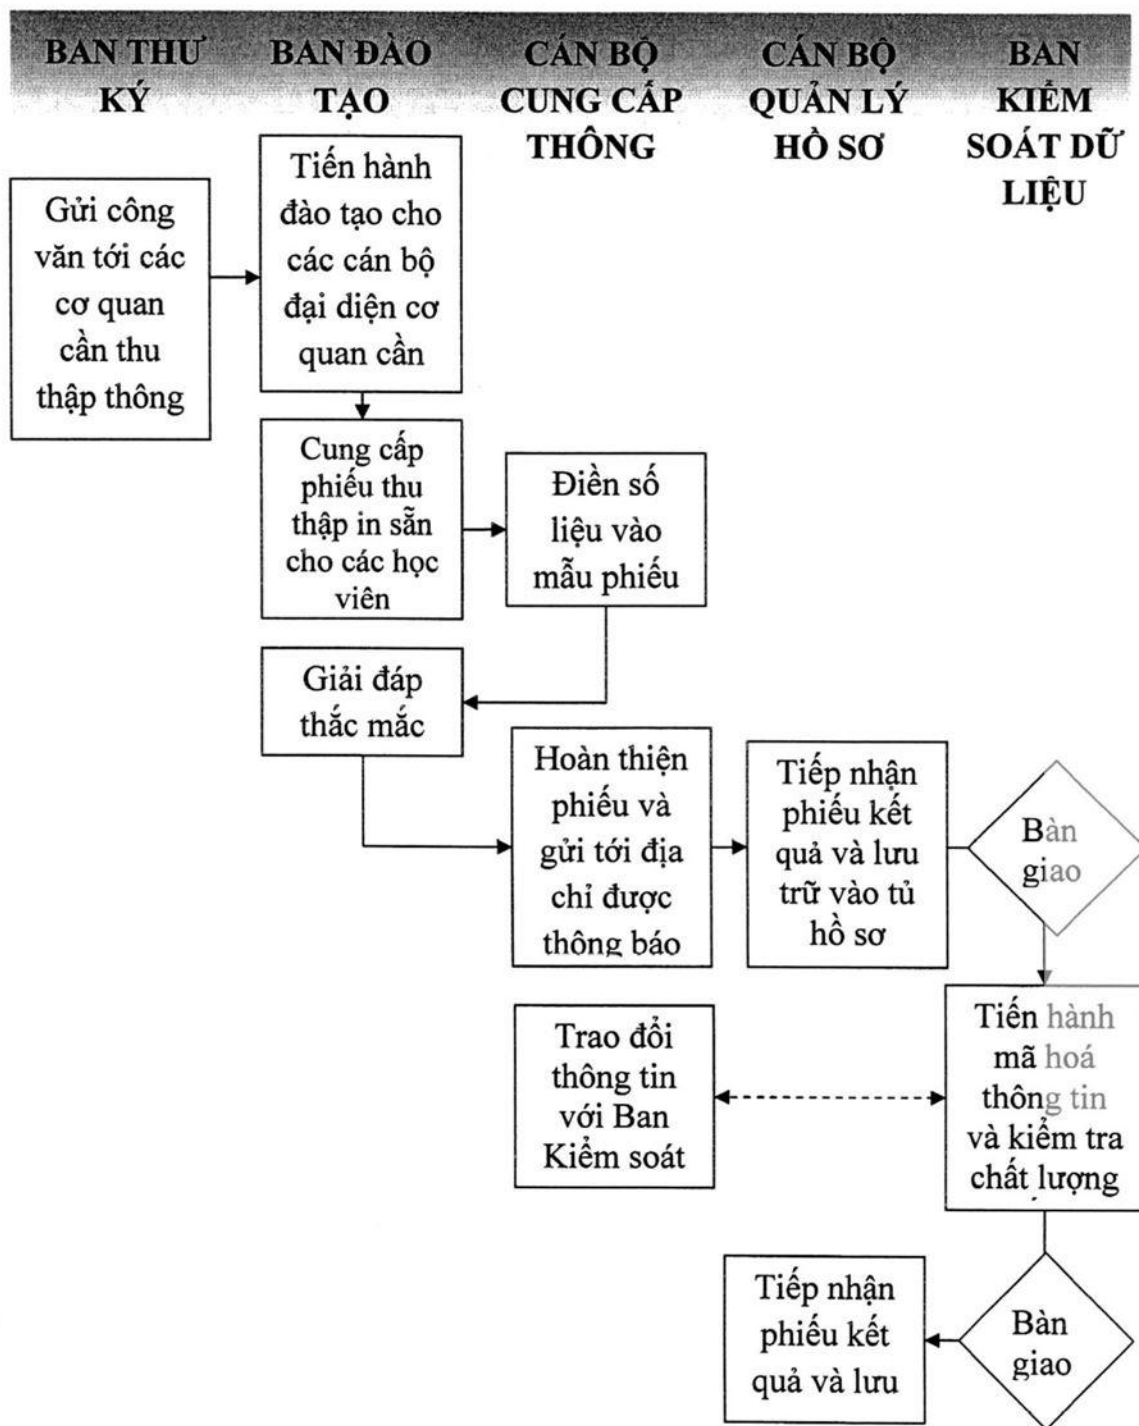 BAN THƯ
KÝ
BAN ĐÀO
TẠO
CÁN BỘ
CUNG CẤP
THÔNG
CÁN BỘ
QUẢN LÝ
HỒ SƠ
BAN
KIỂM
SOÁT DỮ
LIỆU
Gửi công
văn tới các
cơ quan
cần thu
thập thông
Tiến hành
đào tạo cho
các cán bộ
đại diện cơ
quan cần
Cung cấp
phiếu thu
thập in sẵn
cho các học
viên
Điền số
liệu vào
mẫu phiếu
Giải đáp
thắc mắc
Hoàn thiện
phiếu và
gửi tới địa
chỉ được
thông báo
Tiếp nhận
phiếu kết
quả và lưu
trữ vào tủ
hồ sơ
Bàn
giao
Trao đổi
thông tin
với Ban
Kiểm soát
Tiến hành
mã hoá
thông tin
và kiểm tra
chất lượng
Tiếp nhận
phiếu kết
quả và lưu
Bàn
giao